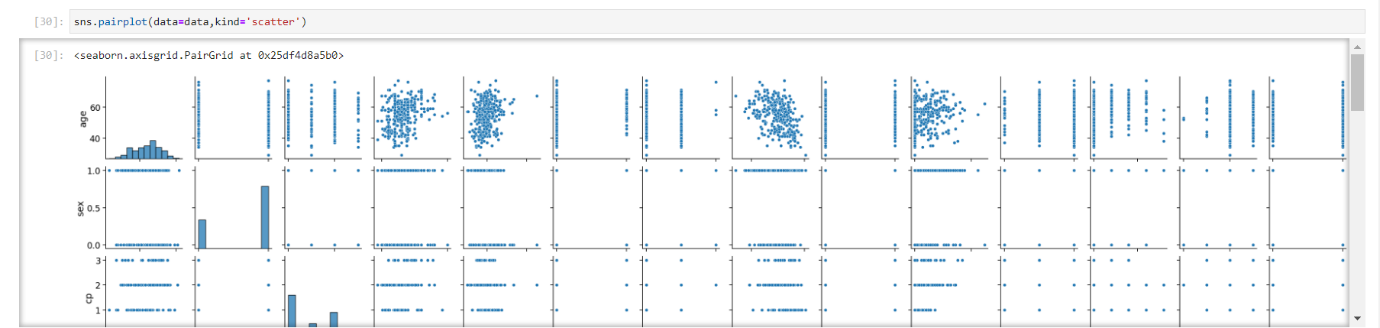 [30]: sns.pairplot(data=data,kind='scatter')
[30]: <seaborn.axisgrid.PairGrid at 0x25df4d8a5b0>
age
60
40
sex
1.0
0.5
0.0
cp
3
2
1